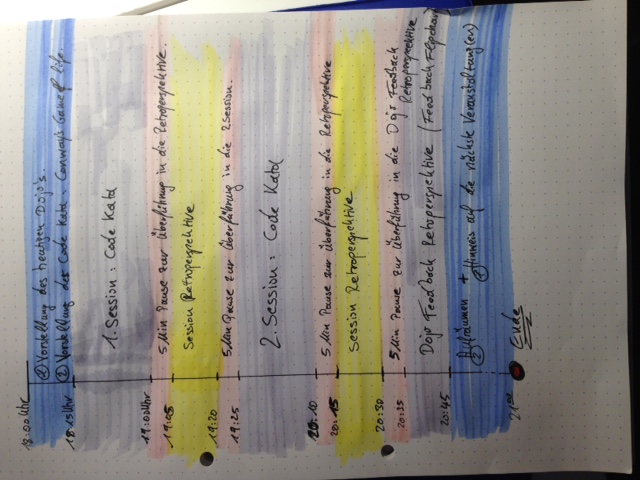 18:00 Uhr
① Vorstellung des heutigen Dojo's.
② Vorstellung des Code Kata. Conway's Game of life.
18:15 Uhr
1. Session: Code Kata
19:00 Uhr
5 Min Pause zur Überführung in die Retroperspektive.
19:05
Session Retroperspektive
19:20
5 Min Pause zur Überführung in die 2 Session.
19:25
2. Session: Code Kata
20:10
5 Min Pause zur Überführung in die Retoperspektive
20:15
Session Retroperspektive
20:30
5 Min Pause zur Überführung in die Dojo Feedback
Retroperspektive
20:35
Dojo Feedback Retoperspektive (Feedback Flipchart)
20:45
Aufräumen + Hinweis auf die nächste Veranstaltung(en)
② ①
21:00
Ende